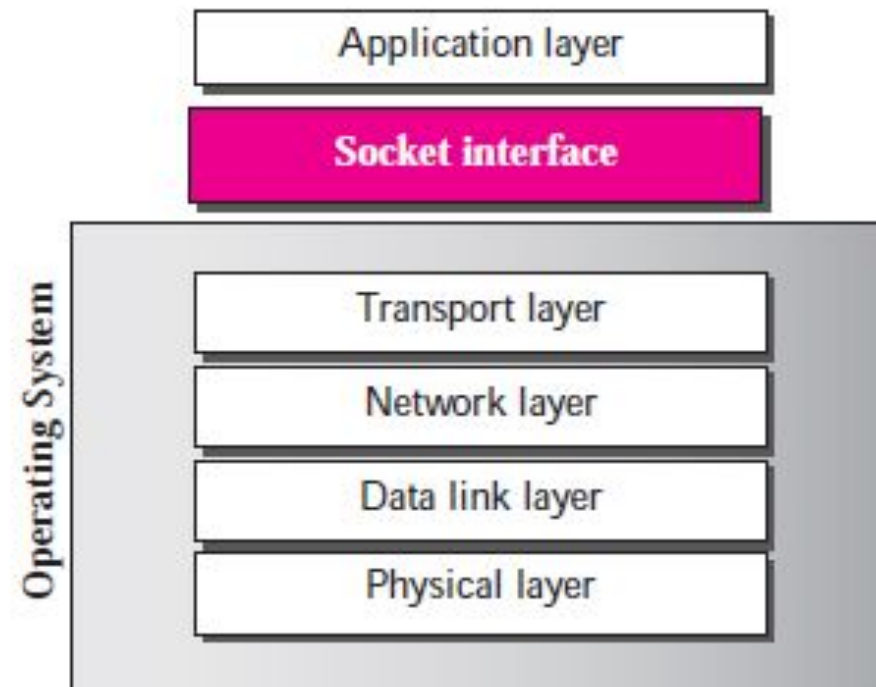 Application layer
Socket interface
Operating System
Transport layer
Network layer
Data link layer
Physical layer